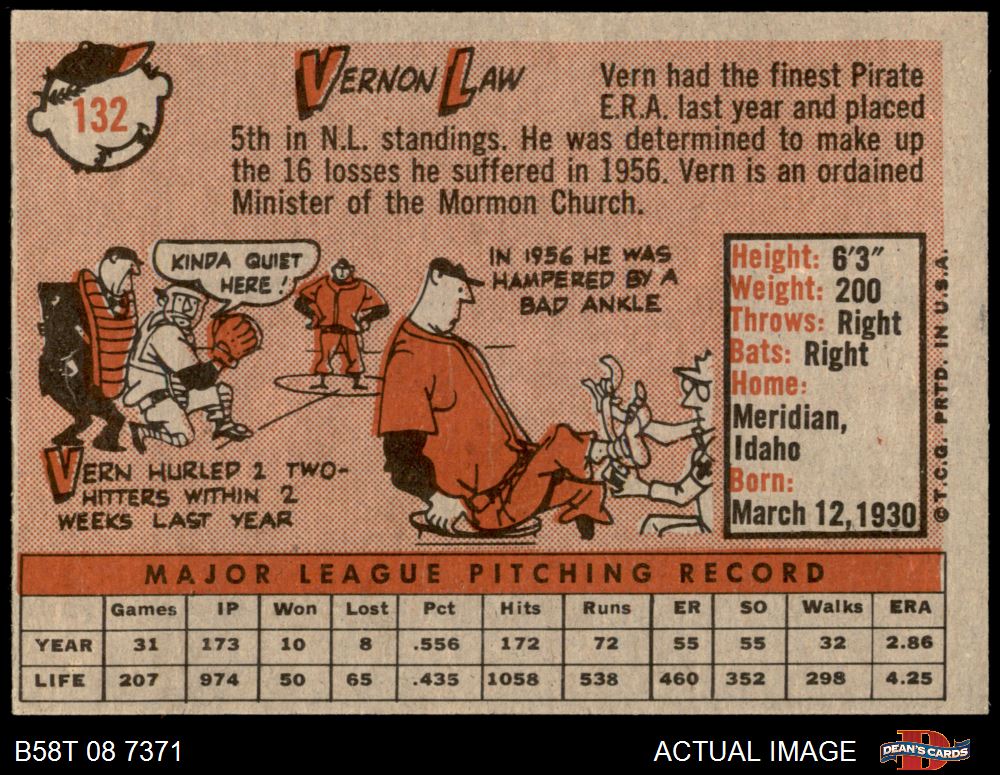 132
VERNON LAW
Vern had the finest Pirate
E.R.A. last year and placed
5th in N.L. standings. He was determined to make up
the 16 losses he suffered in 1956. Vern is an ordained
Minister of the Mormon Church.
KINDA QUIET
HERE!
IN 1956 HE WAS
HAMPERED BY A
BAD ANKLE
VERN HURLED 2 TWO-
HITTERS WITHIN 2
WEEKS LAST YEAR
Height: 6'3"
Weight: 200
Throws: Right
Bats: Right
Home:
Meridian,
Idaho
Born:
March 12, 1930
© T.C.G. PRTD. IN U.S.A.
MAJOR LEAGUE PITCHING RECORD
Games IP Won Lost Pct Hits Runs ER SO Walks ERA
YEAR 31 173 10 8 .556 172 72 55 55 32 2.86
LIFE 207 974 50 65 .435 1058 538 460 352 298 4.25
B58T 08 7371 ACTUAL IMAGE DEAN'S CARDS